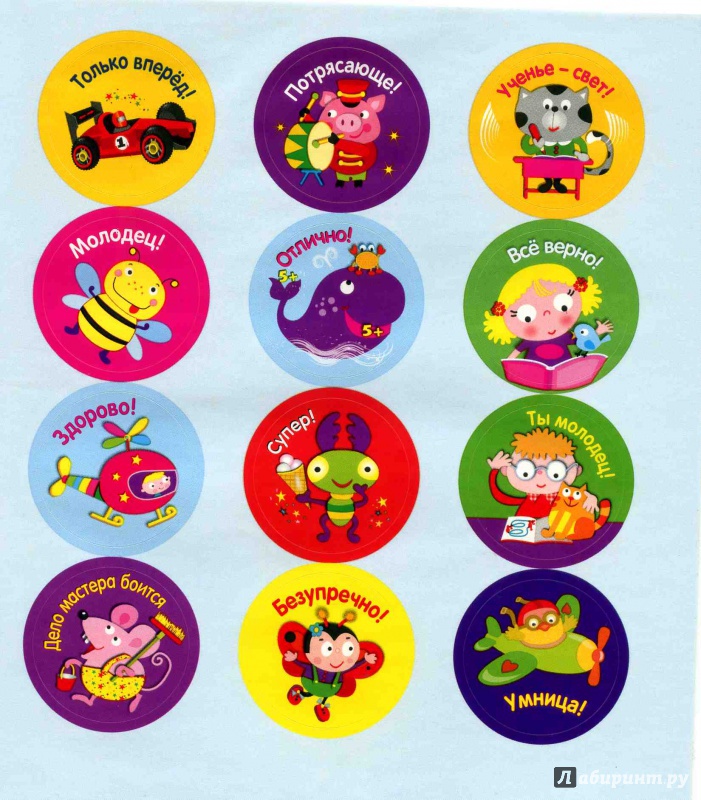 Только вперёд!
Потрясающе!
Ученье – свет!
1
Молодец!
Отлично!
5+
5+
Всё верно!
Здорово!
Супер!
Ты молодец!
Дело мастера боится
Безупречно!
Умница!
Лабиринт.ру